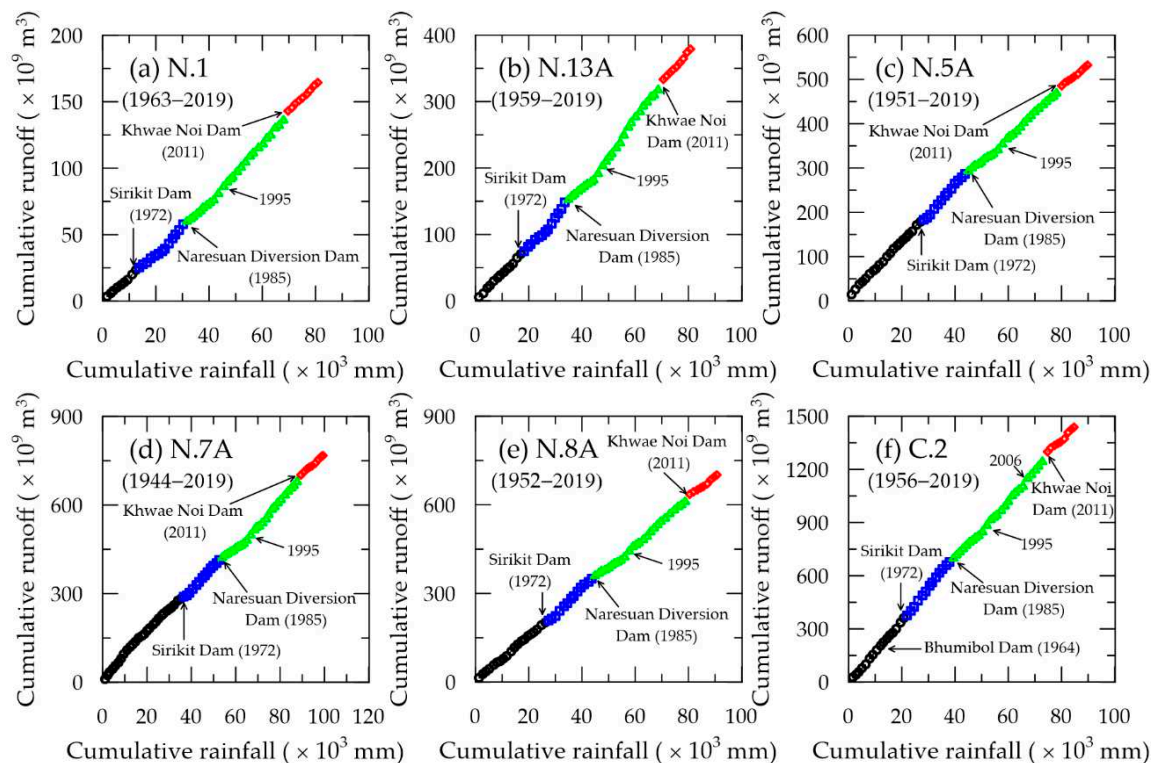 (a) N.1
(1963–2019)
Khwae Noi Dam
(2011)
Sirikit Dam
(1972)
1995
Naresuan Diversion Dam
(1985)
Cumulative runoff ( × 10⁹ m³)
200
150
100
50
0
0 20 40 60 80 100
Cumulative rainfall ( × 10³ mm)
(b) N.13A
(1959–2019)
Khwae Noi
Dam
(2011)
Sirikit Dam
(1972)
1995
Naresuan Diversion
Dam
(1985)
Cumulative runoff ( × 10⁹ m³)
400
300
200
100
0
0 20 40 60 80 100
Cumulative rainfall ( × 10³ mm)
(c) N.5A
(1951–2019)
Khwae Noi Dam
(2011)
1995
Naresuan Diversion
Dam (1985)
Sirikit Dam (1972)
Cumulative runoff ( × 10⁹ m³)
600
500
400
300
200
100
0
0 20 40 60 80 100
Cumulative rainfall ( × 10³ mm)
(d) N.7A
(1944–2019)
Khwae Noi Dam
(2011)
1995
Naresuan Diversion
Dam (1985)
Sirikit Dam (1972)
Cumulative runoff ( × 10⁹ m³)
900
600
300
0
0 20 40 60 80 100 120
Cumulative rainfall ( × 10³ mm)
(e) N.8A
(1952–2019)
Khwae Noi Dam
(2011)
Sirikit Dam
(1972)
1995
Naresuan Diversion
Dam (1985)
Cumulative runoff ( × 10⁹ m³)
900
600
300
0
0 20 40 60 80 100
Cumulative rainfall ( × 10³ mm)
(f) C.2
(1956–2019)
2006
Khwae Noi
Dam (2011)
Sirikit Dam
(1972)
1995
Naresuan Diversion
Dam (1985)
Bhumibol Dam (1964)
Cumulative runoff ( × 10⁹ m³)
1500
1200
900
600
300
0
0 20 40 60 80 100
Cumulative rainfall ( × 10³ mm)